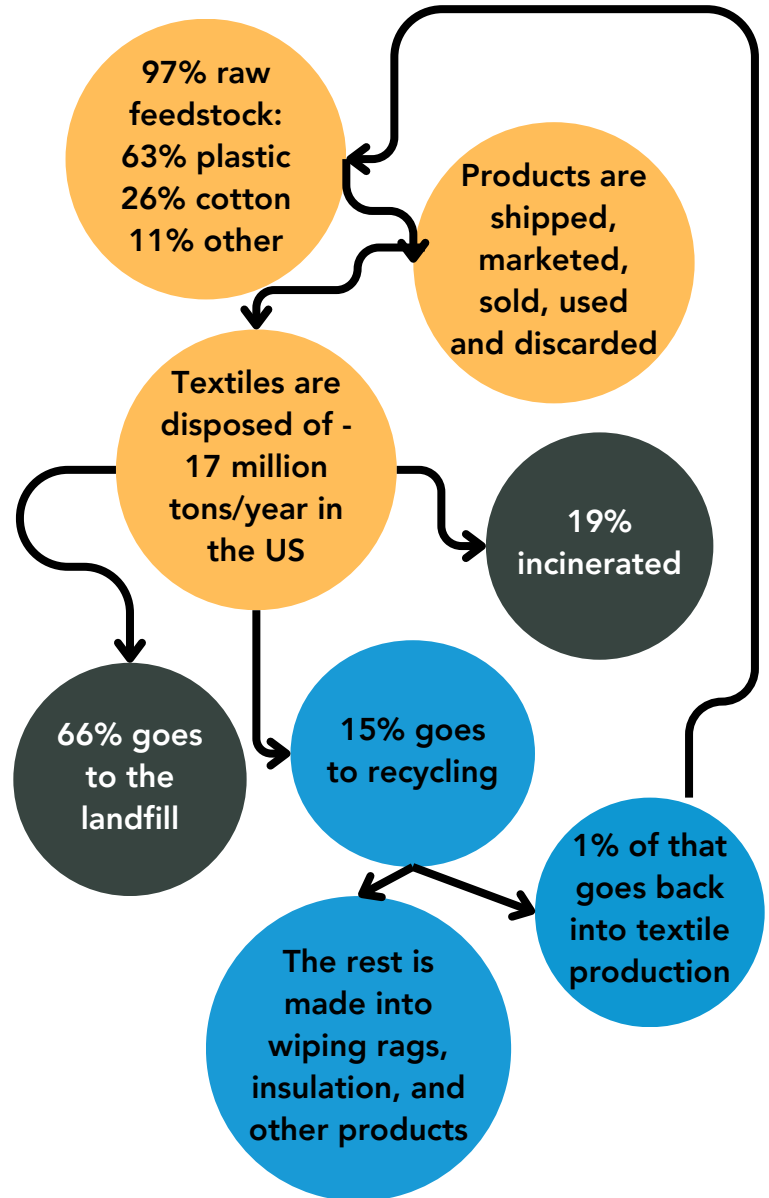 97% raw
feedstock:
63% plastic
26% cotton
11% other
Products are
shipped,
marketed,
sold, used
and discarded
Textiles are
disposed of -
17 million
tons/year in
the US
19%
incinerated
66% goes
to the
landfill
15% goes
to recycling
1% of that
goes back
into textile
production
The rest is
made into
wiping rags,
insulation, and
other products